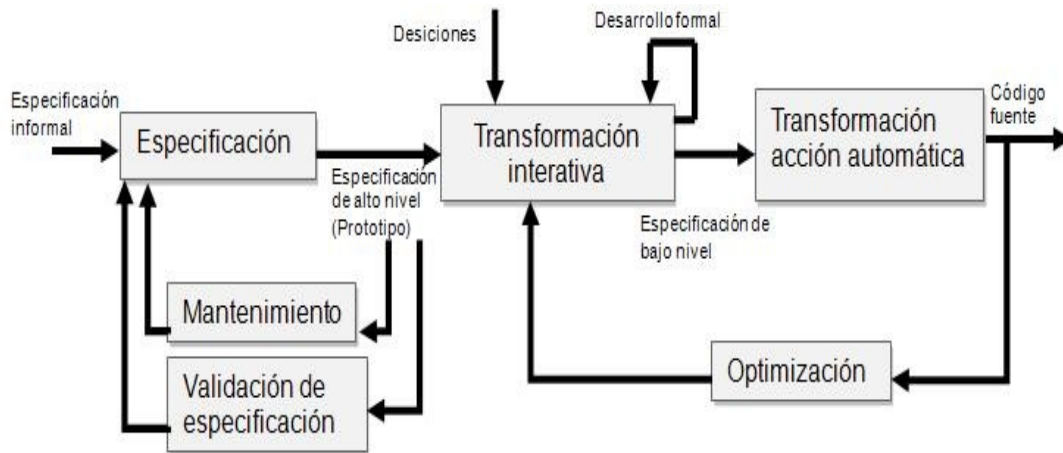 Desiciones
Desarrollo formal
Especificación
informal
Especificación
Transformación
interativa
Transformación
acción automática
Código
fuente
Especificación
de alto nivel
(Prototipo)
Especificación de
bajo nivel
Mantenimiento
Validación de
especificación
Optimización